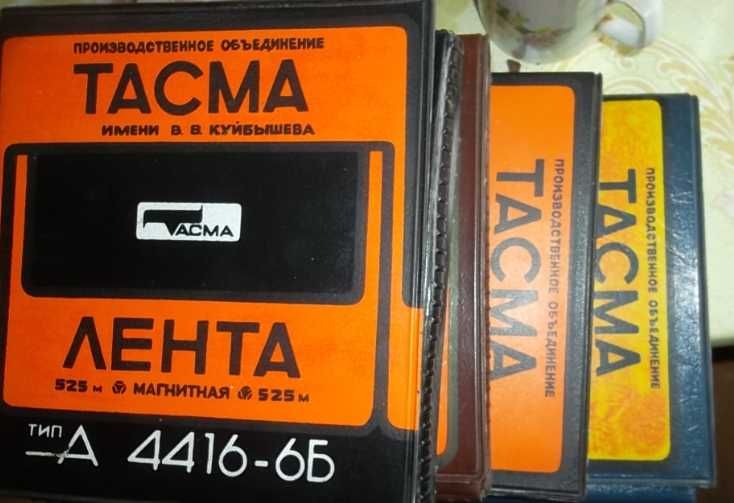 ПРОИЗВОДСТВЕННОЕ ОБЪЕДИНЕНИЕ
ТАСМА
ИМЕНИ В. В. КУЙБЫШЕВА
ТАСМА
ЛЕНТА
525 м МАГНИТНАЯ 525 м
ТИП
А 4416-6Б
ПРОИЗВОДСТВЕННОЕ ОБЪЕДИНЕНИЕ
ТАСМА
ПРОИЗВОДСТВЕННОЕ ОБЪЕДИНЕНИЕ
ТАСМА